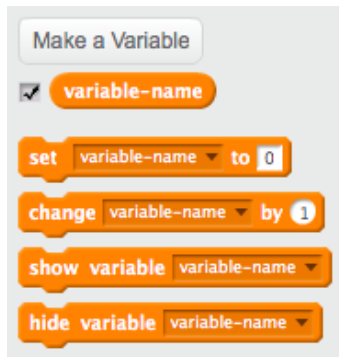 Make a Variable
variable-name
set variable-name to 0
change variable-name by 1
show variable variable-name
hide variable variable-name